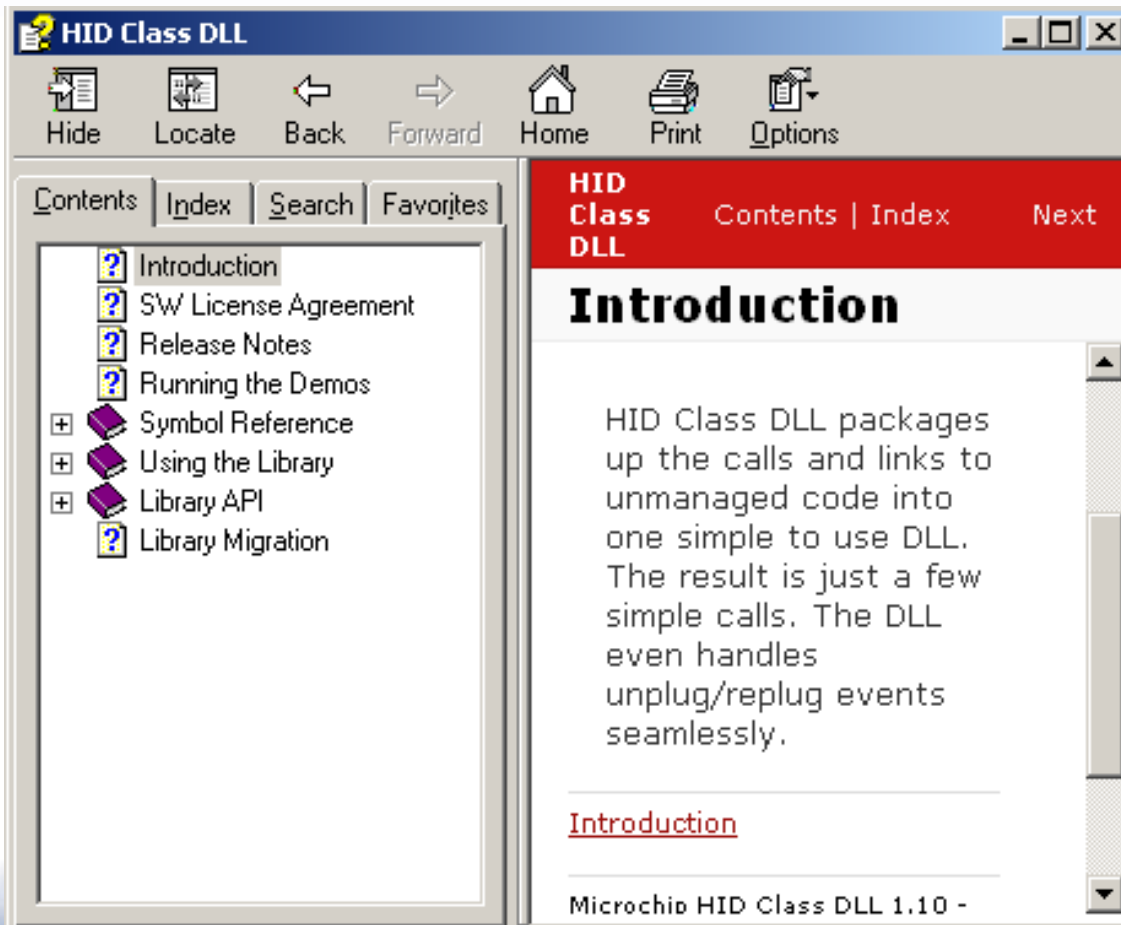 HID Class DLL
Hide Locate Back Forward Home Print Options
Contents Index Search Favorites
Introduction
SW License Agreement
Release Notes
Running the Demos
Symbol Reference
Using the Library
Library API
Library Migration
HID
Class
DLL
Contents | Index
Next
Introduction
HID Class DLL packages
up the calls and links to
unmanaged code into
one simple to use DLL.
The result is just a few
simple calls. The DLL
even handles
unplug/replug events
seamlessly.
Introduction
Microchip HID Class DLL 1.10 -